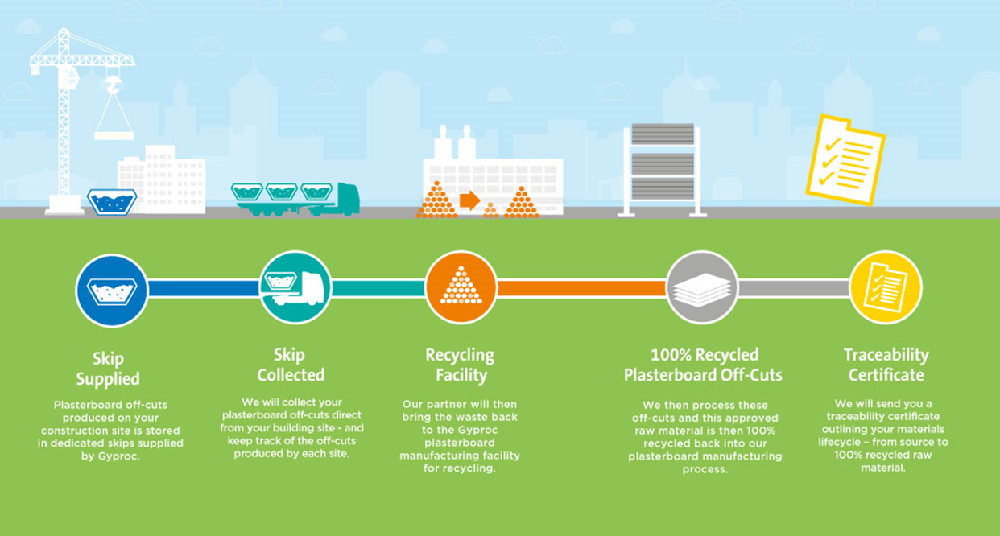 Skip
Supplied
Plasterboard off-cuts
produced on your
construction site is stored
in dedicated skips supplied
by Gyproc.
Skip
Collected
We will collect your
plasterboard off-cuts direct
from your building site - and
keep track of the off-cuts
produced by each site.
Recycling
Facility
Our partner will then
bring the waste back
to the Gyproc
plasterboard
manufacturing facility
for recycling.
100% Recycled
Plasterboard Off-Cuts
We then process these
off-cuts and this approved
raw material is then 100%
recycled back into our
plasterboard manufacturing
process.
Traceability
Certificate
We will send you a
traceability certificate
outlining your materials
lifecycle – from source to
100% recycled raw
material.